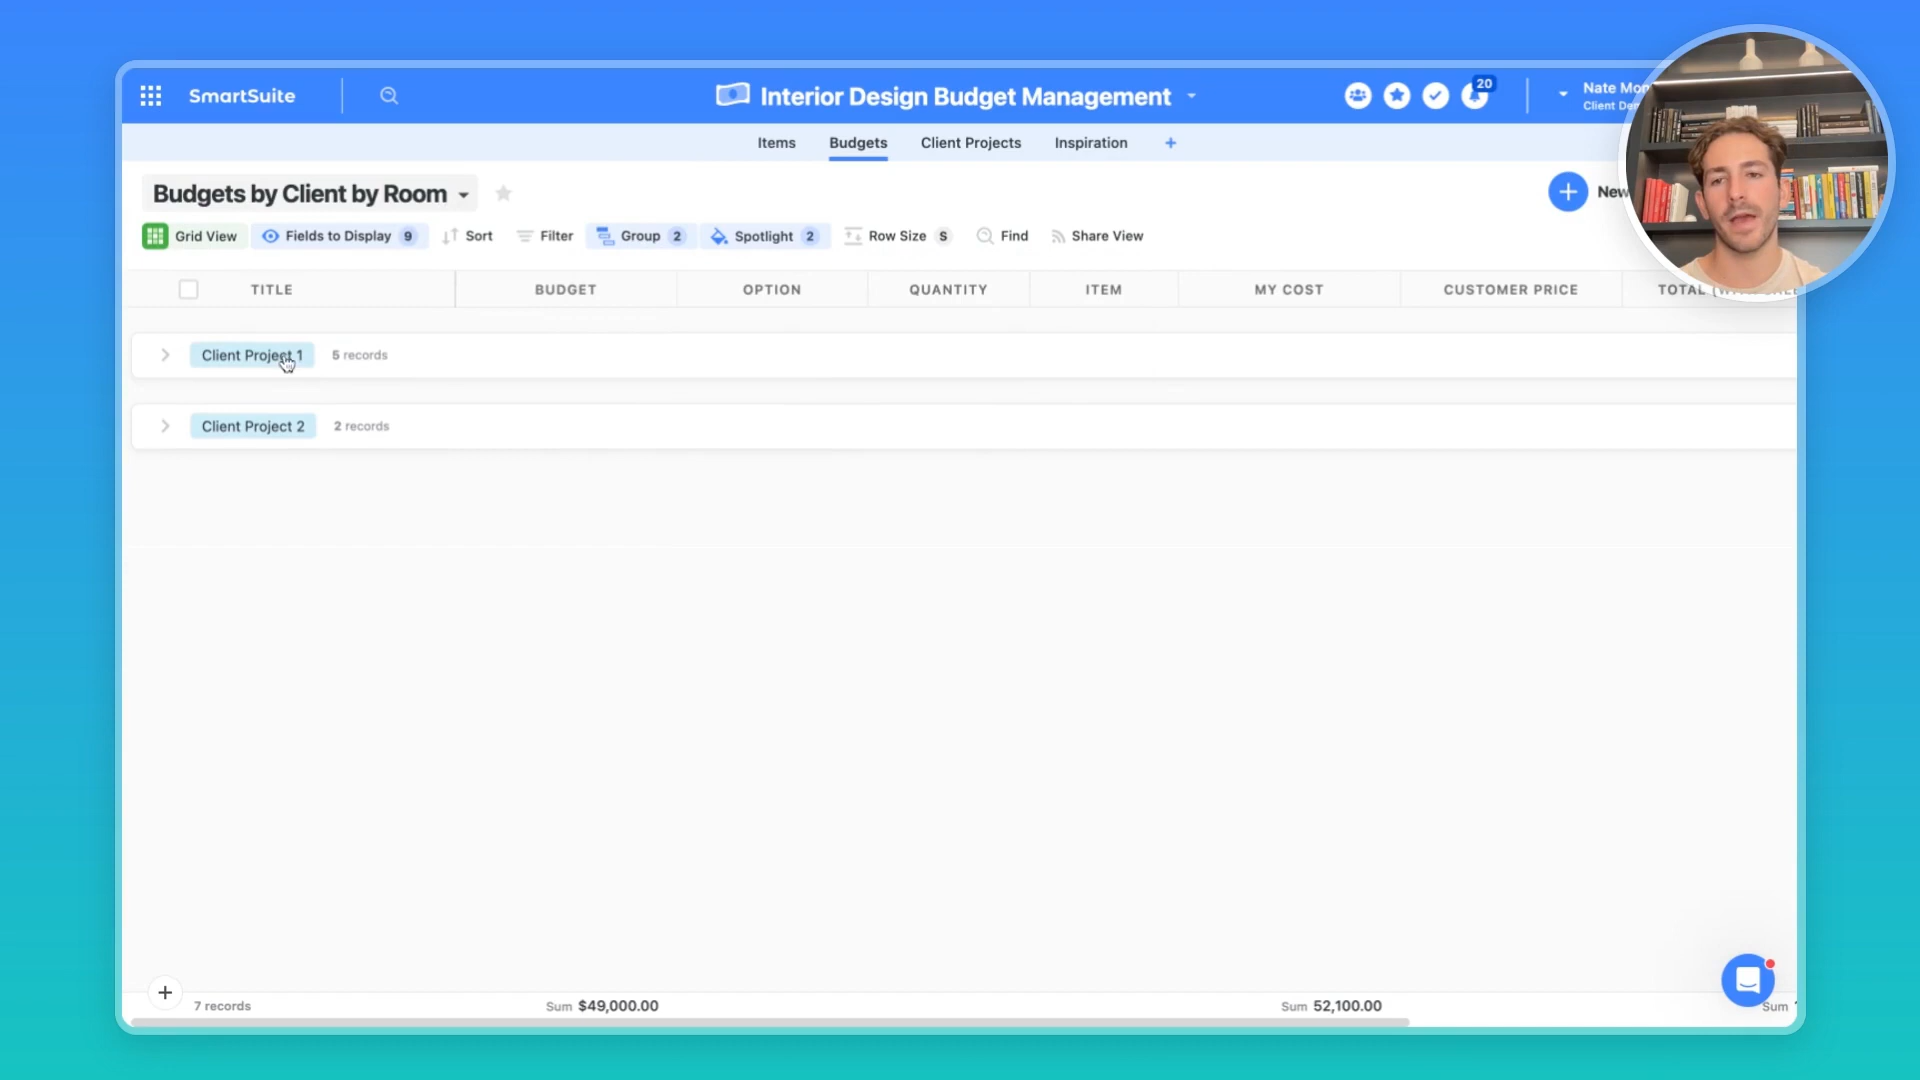 SmartSuite
Interior Design Budget Management
20
Nate
Client
Items Budgets Client Projects Inspiration +
Budgets by Client by Room
New
Grid View Fields to Display 9 Sort Filter Group 2 Spotlight 2 Row Size S Find Share View
TITLE BUDGET OPTION QUANTITY ITEM MY COST CUSTOMER PRICE TOTAL
Client Project 1 5 records
Client Project 2 2 records
+
7 records Sum $49,000.00 Sum 52,100.00 Sum